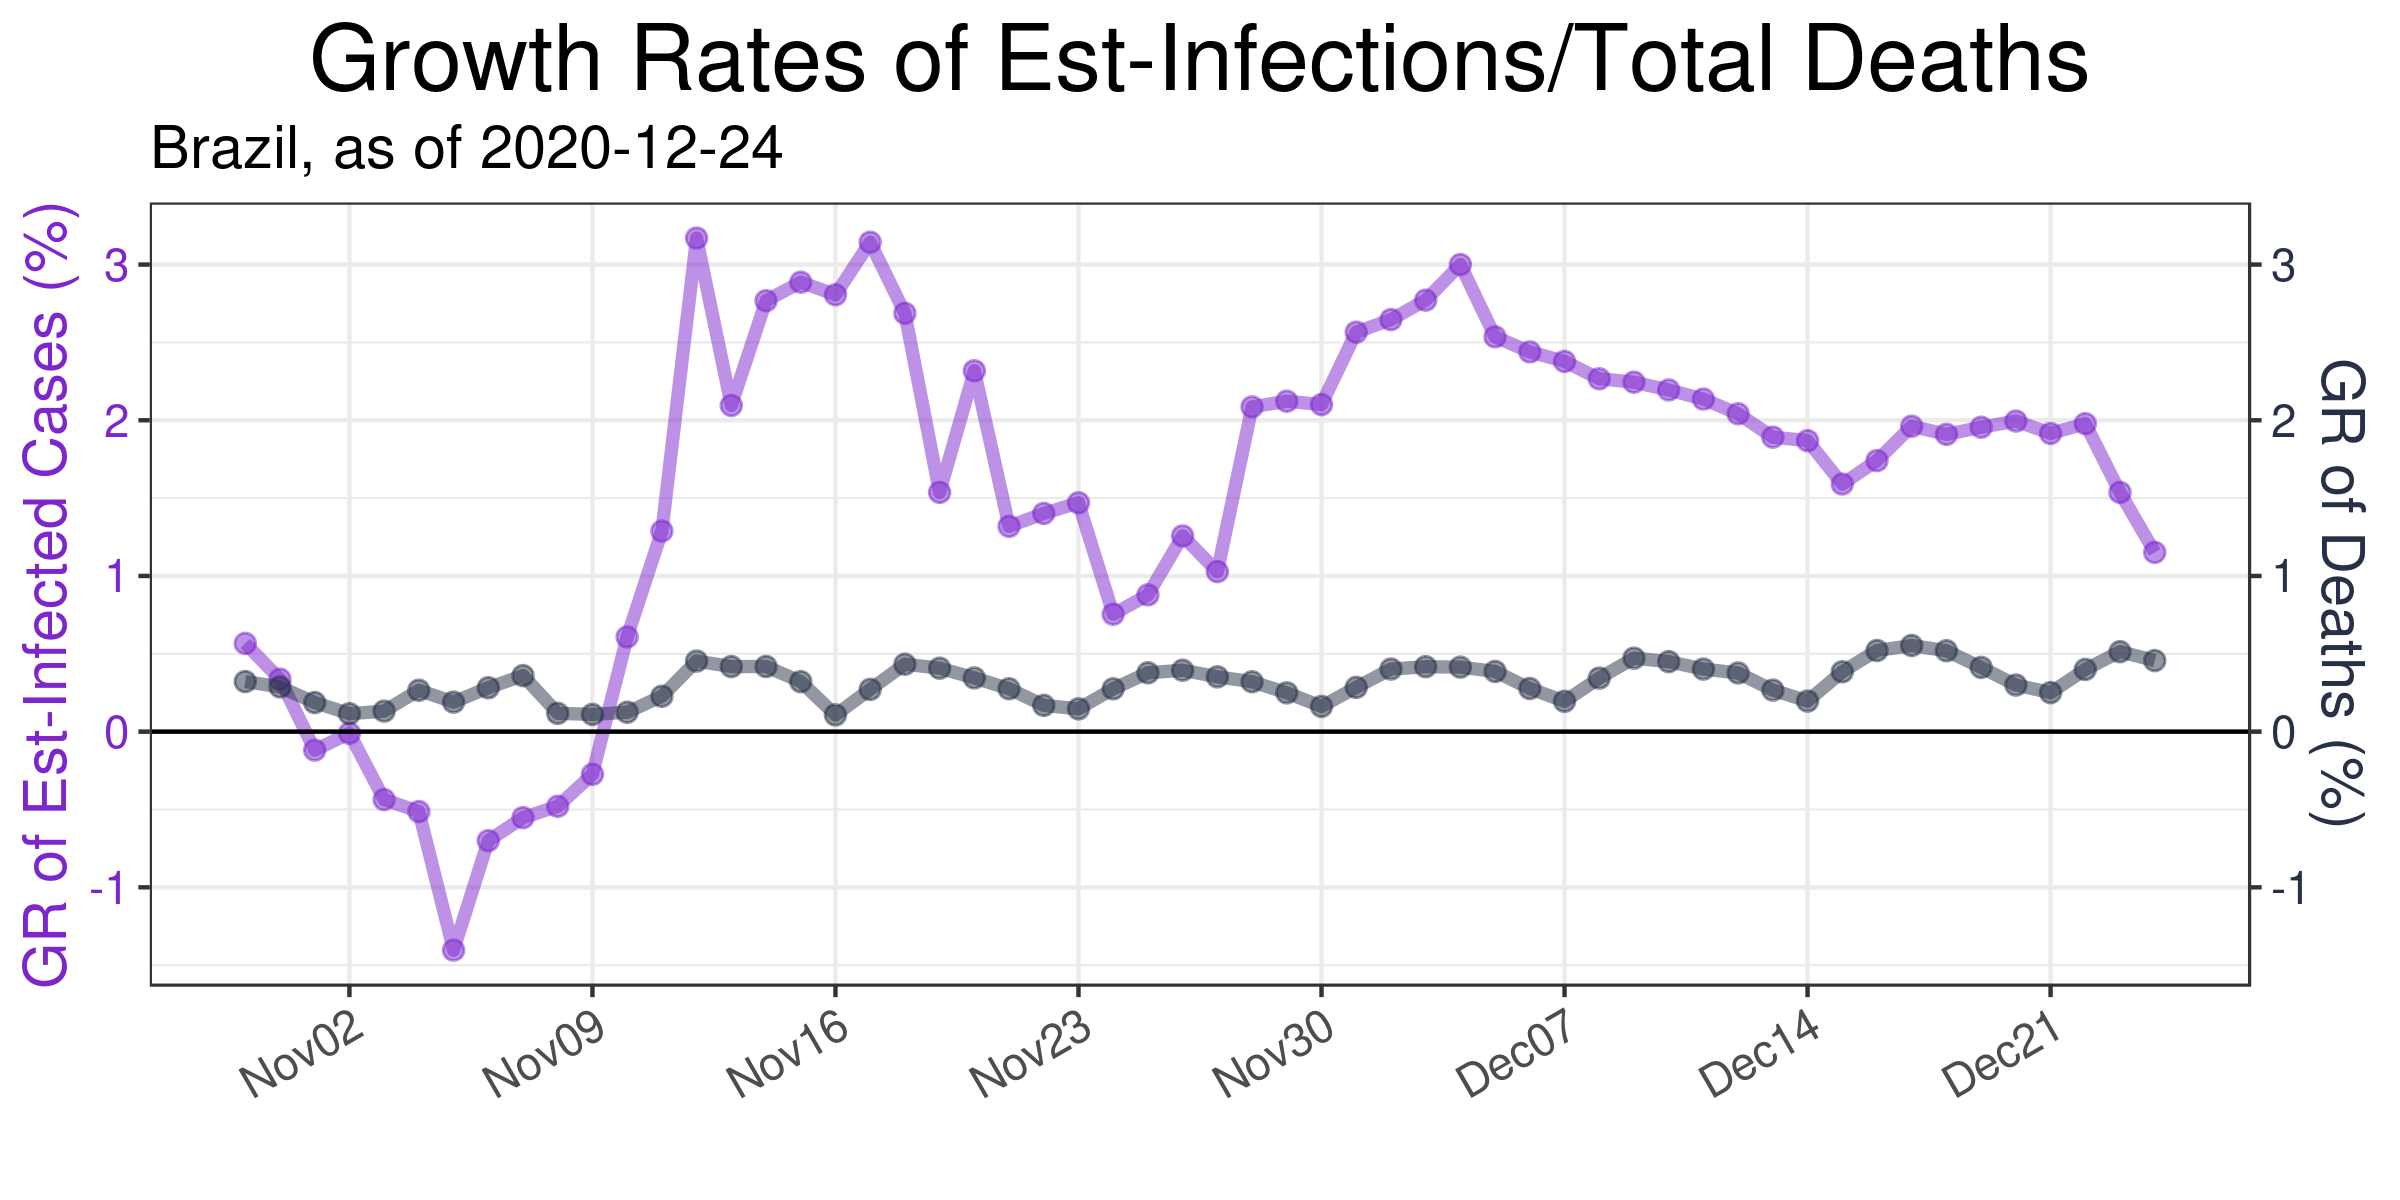 Growth Rates of Est-Infections/Total Deaths
Brazil, as of 2020-12-24
GR of Est-Infected Cases (%)
3
2
1
0
-1
3
2
1
0
-1
GR of Deaths (%)
Nov02
Nov09
Nov16
Nov23
Nov30
Dec07
Dec14
Dec21